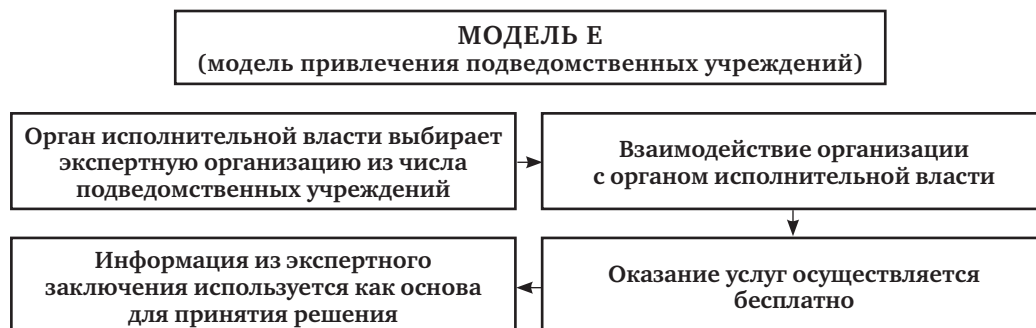 МОДЕЛЬ Е
(модель привлечения подведомственных учреждений)
Орган исполнительной власти выбирает
экспертную организацию из числа
подведомственных учреждений
Взаимодействие организации
с органом исполнительной власти
Оказание услуг осуществляется
бесплатно
Информация из экспертного
заключения используется как основа
для принятия решения